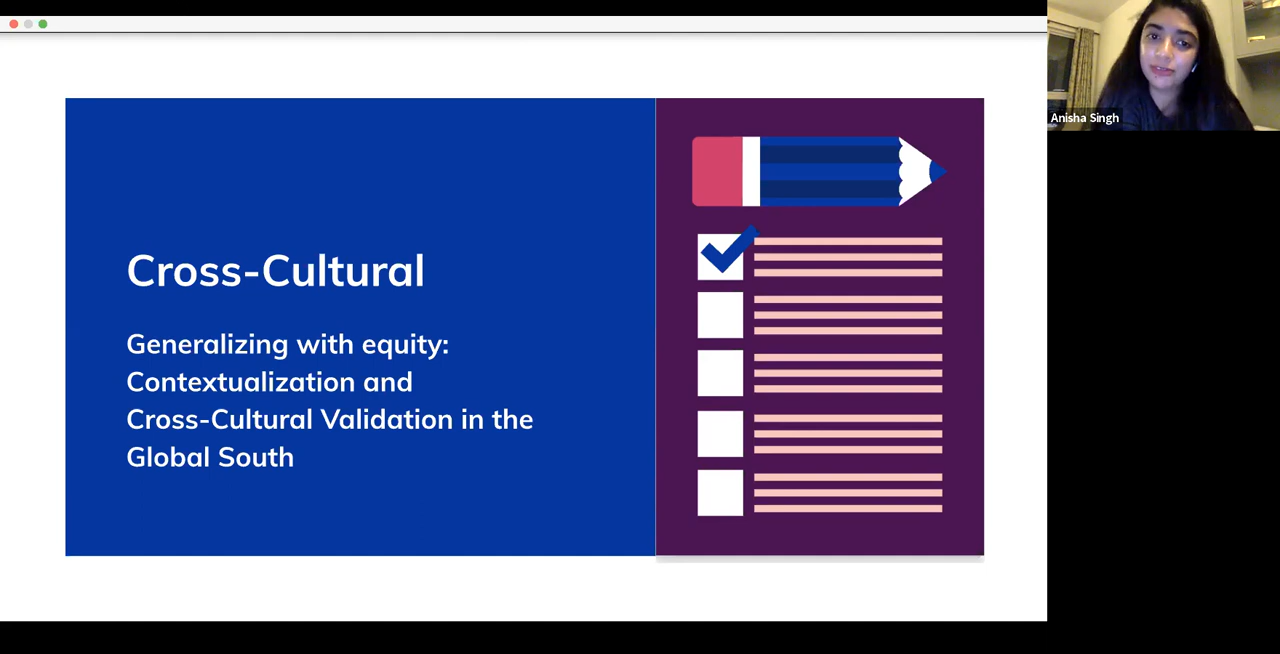 Cross-Cultural
Generalizing with equity:
Contextualization and
Cross-Cultural Validation in the
Global South
Anisha Singh